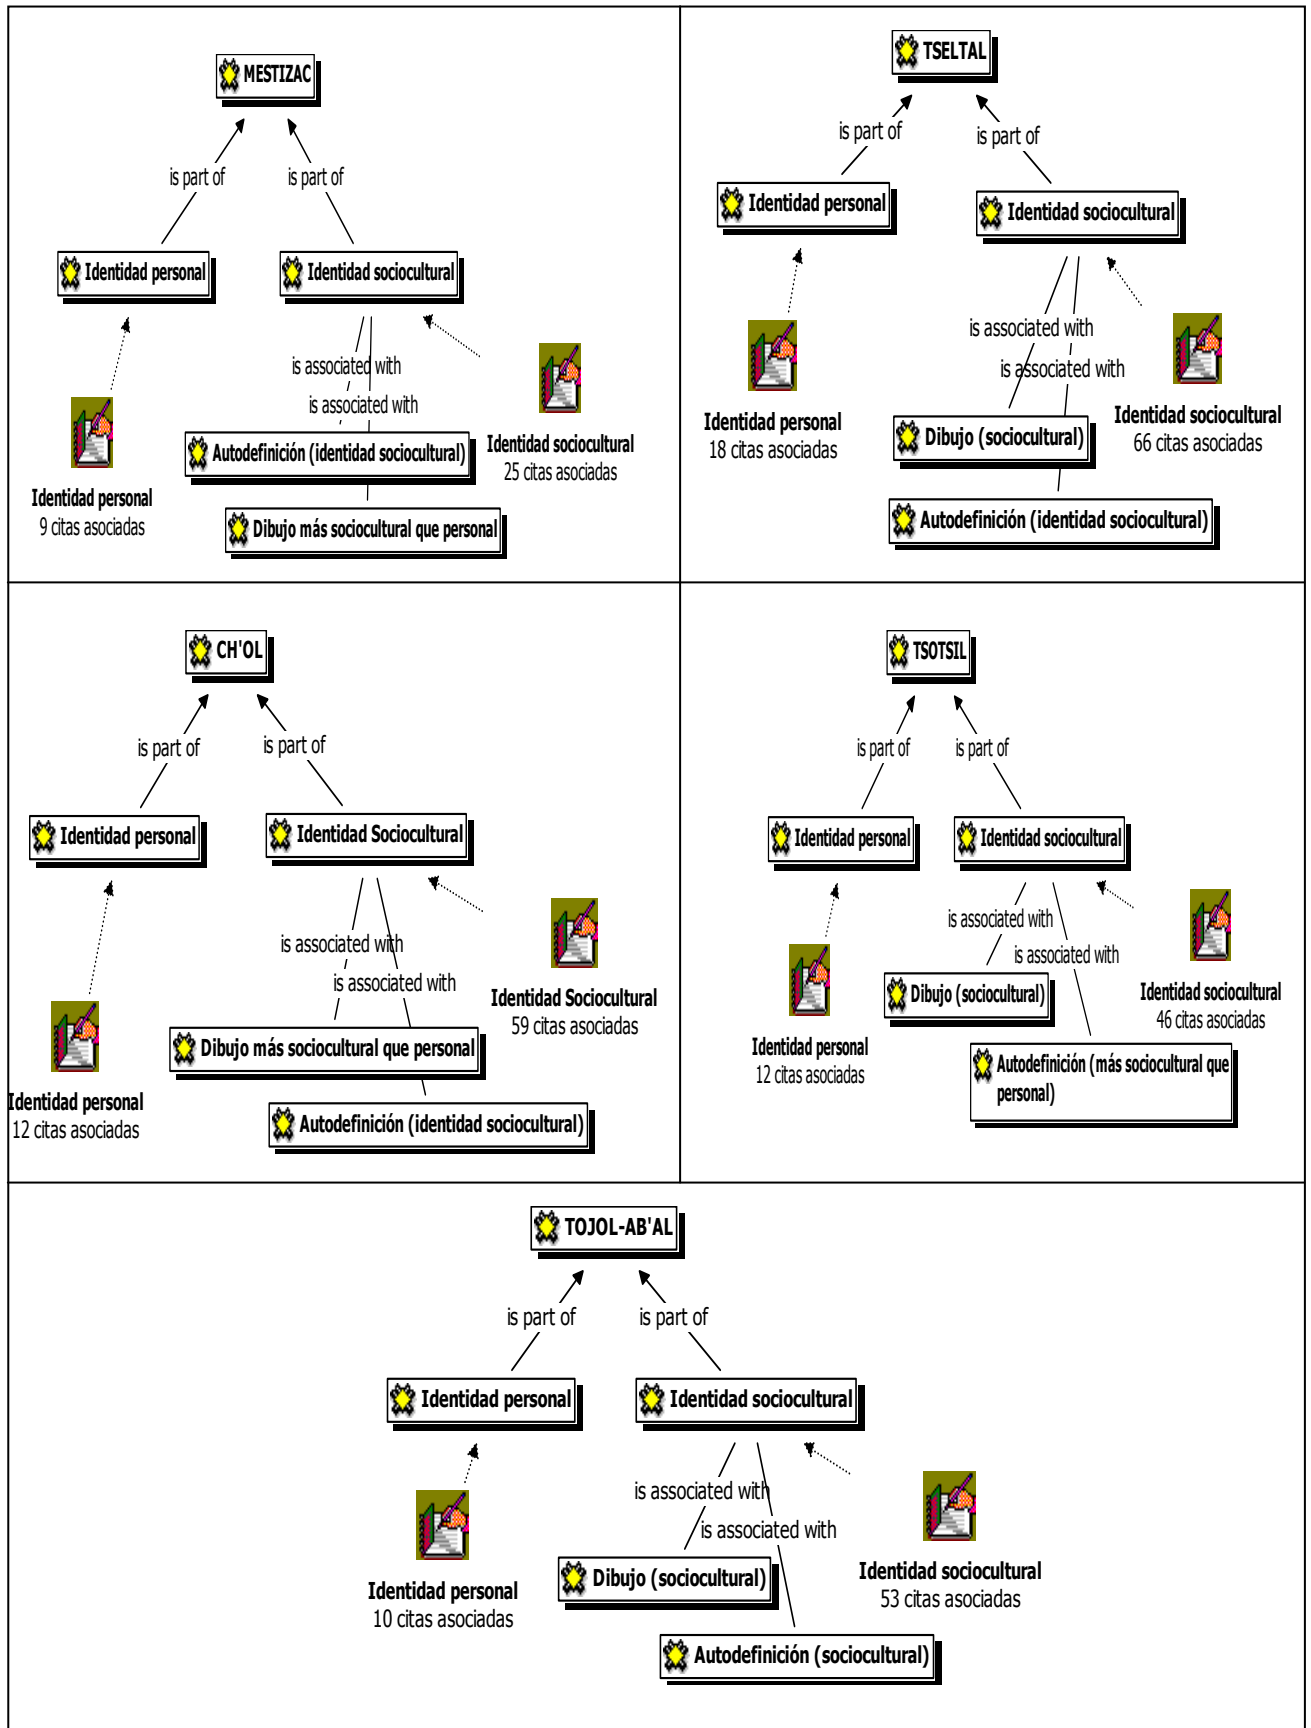 MESTIZAC
is part of
is part of
Identidad personal
Identidad sociocultural
is associated with
is associated with
Autodefinición (identidad sociocultural)
Dibujo más sociocultural que personal
Identidad personal
9 citas asociadas
Identidad sociocultural
25 citas asociadas
TSELTAL
is part of
is part of
Identidad personal
Identidad sociocultural
is associated with
is associated with
Identidad personal
18 citas asociadas
Identidad sociocultural
66 citas asociadas
Dibujo (sociocultural)
Autodefinición (identidad sociocultural)
CH'OL
is part of
is part of
Identidad personal
Identidad Sociocultural
is associated with
is associated with
Identidad Sociocultural
59 citas asociadas
Dibujo más sociocultural que personal
Identidad personal
12 citas asociadas
Autodefinición (identidad sociocultural)
TSOTSIL
is part of
is part of
Identidad personal
Identidad sociocultural
is associated with
is associated with
Dibujo (sociocultural)
Identidad sociocultural
46 citas asociadas
Identidad personal
12 citas asociadas
Autodefinición (más sociocultural que
personal)
TOJOL-AB'AL
is part of
is part of
Identidad personal
Identidad sociocultural
is associated with
is associated with
Dibujo (sociocultural)
Identidad sociocultural
53 citas asociadas
Identidad personal
10 citas asociadas
Autodefinición (sociocultural)